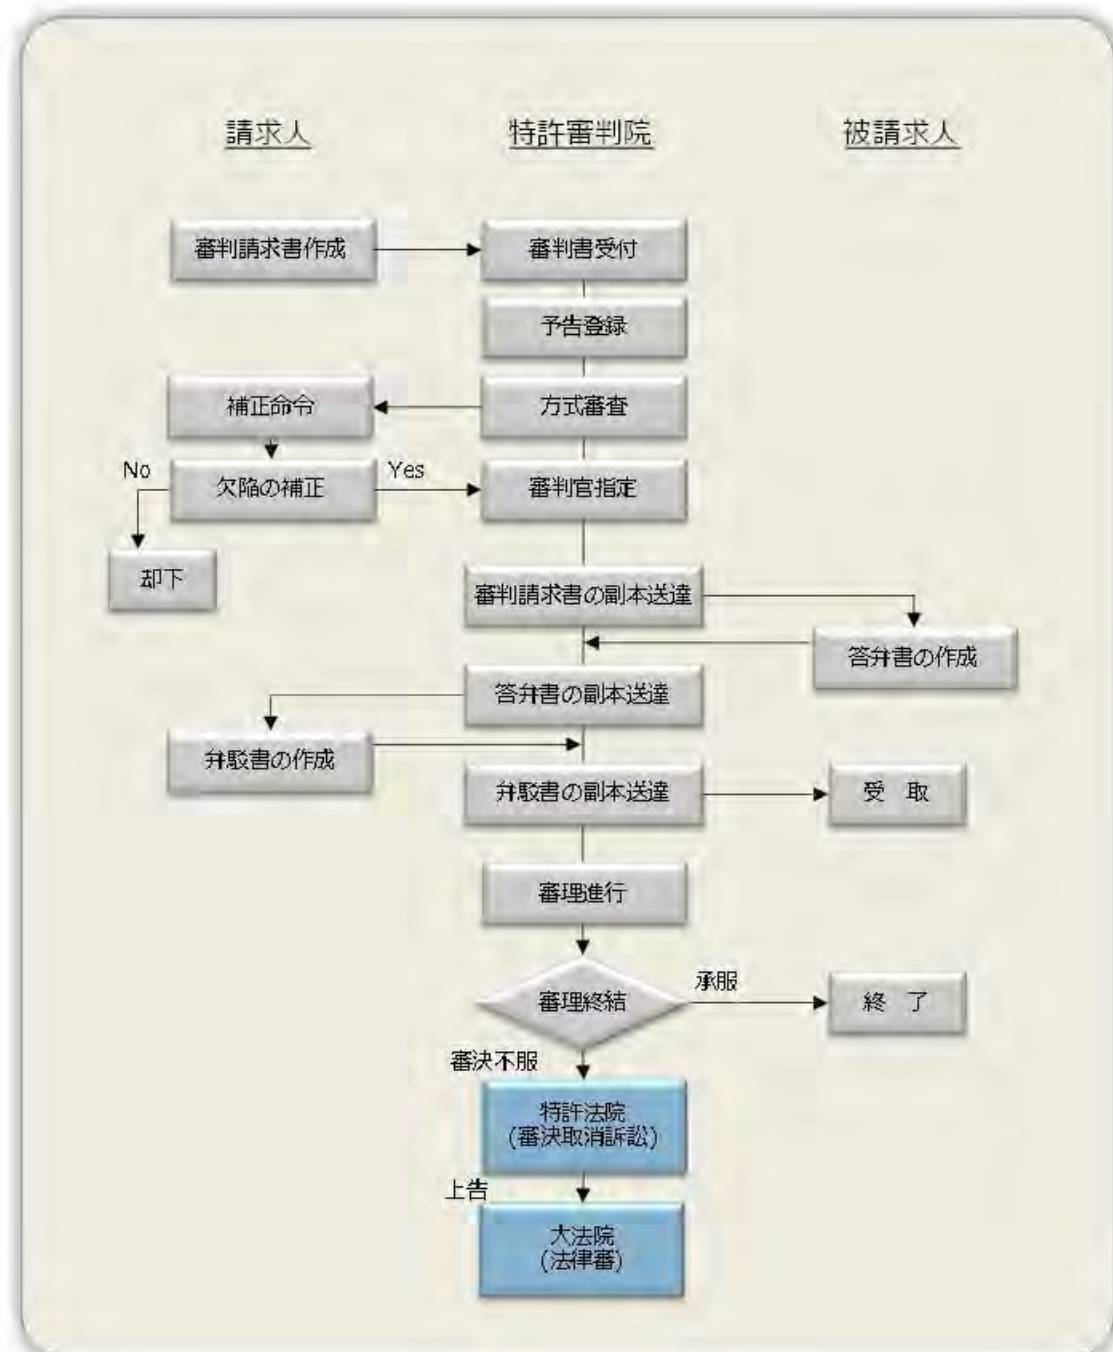 請求人
特許審判院
被請求人
審判請求書作成
審判書受付
予告登録
補正命令
方式審査
No
欠陥の補正
Yes
審判官指定
却下
審判請求書の副本送達
答弁書の作成
答弁書の副本送達
弁駁書の作成
弁駁書の副本送達
受 取
審理進行
審理終結
承服
終 了
審決不服
特許法院
(審決取消訴訟)
上告
大法院
(法律審)